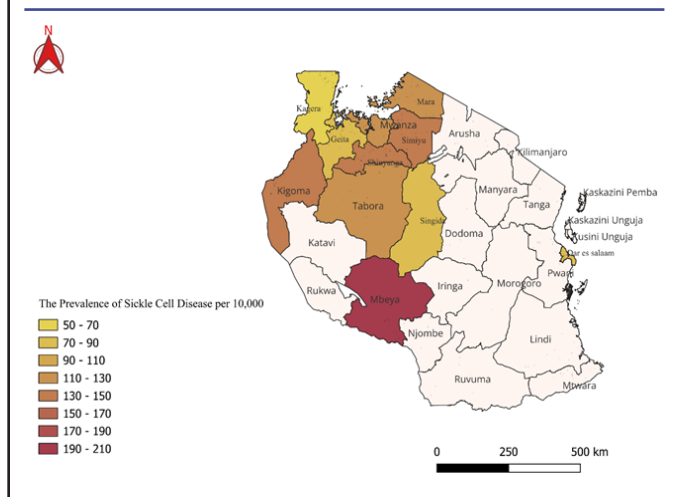 N
Kagera
Mara
Mwanza
Arusha
Geita
Simiyu
Kilimanjaro
Shinyanga
Kigoma
Manyara
Kaskazini Pemba
Tabora
Tanga
Singida
Kaskazini Unguja
Dodoma
Kusini Unguja
Katavi
Dar es salaam
Pwani
Rukwa
Mbeya
Iringa
Morogoro
The Prevalence of Sickle Cell Disease per 10,000
50 - 70
70 - 90
90 - 110
110 - 130
130 - 150
150 - 170
170 - 190
190 - 210
Njombe
Lindi
Ruvuma
Mtwara
0 250 500 km